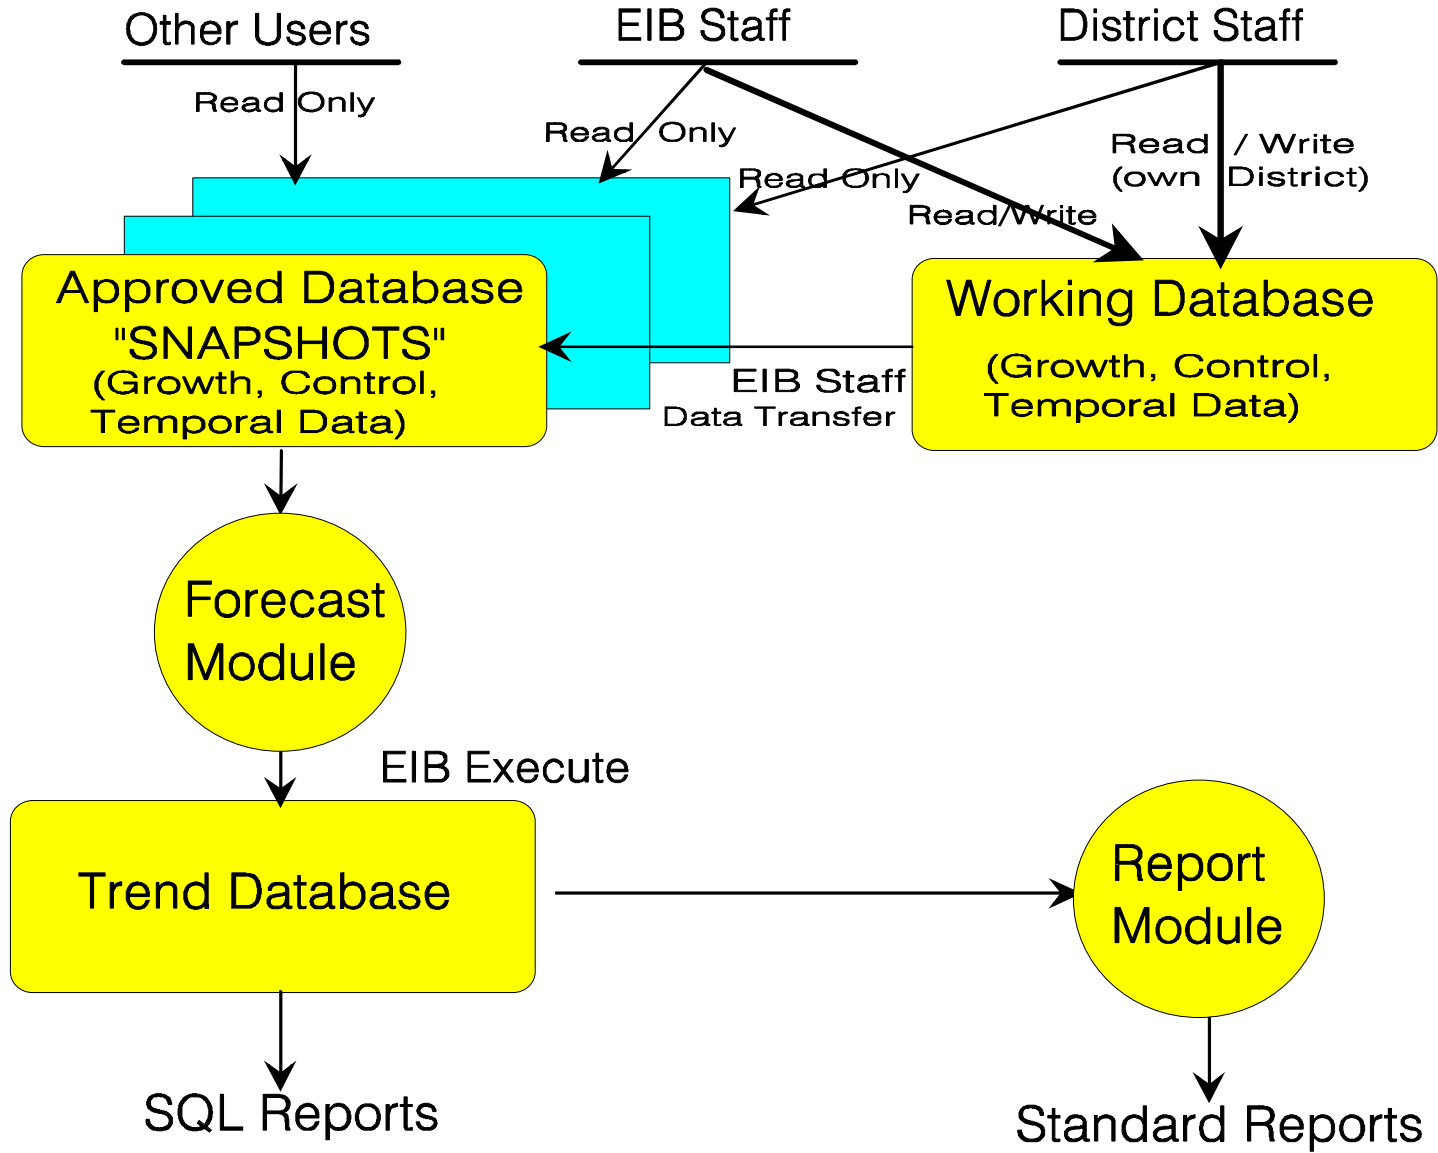 Other Users
EIB Staff
District Staff
Read Only
Read Only
Read / Write
(own District)
Read Only
Read/Write
Approved Database
"SNAPSHOTS"
(Growth, Control,
Temporal Data)
Working Database
(Growth, Control,
Temporal Data)
EIB Staff
Data Transfer
Forecast
Module
EIB Execute
Trend Database
Report
Module
SQL Reports
Standard Reports